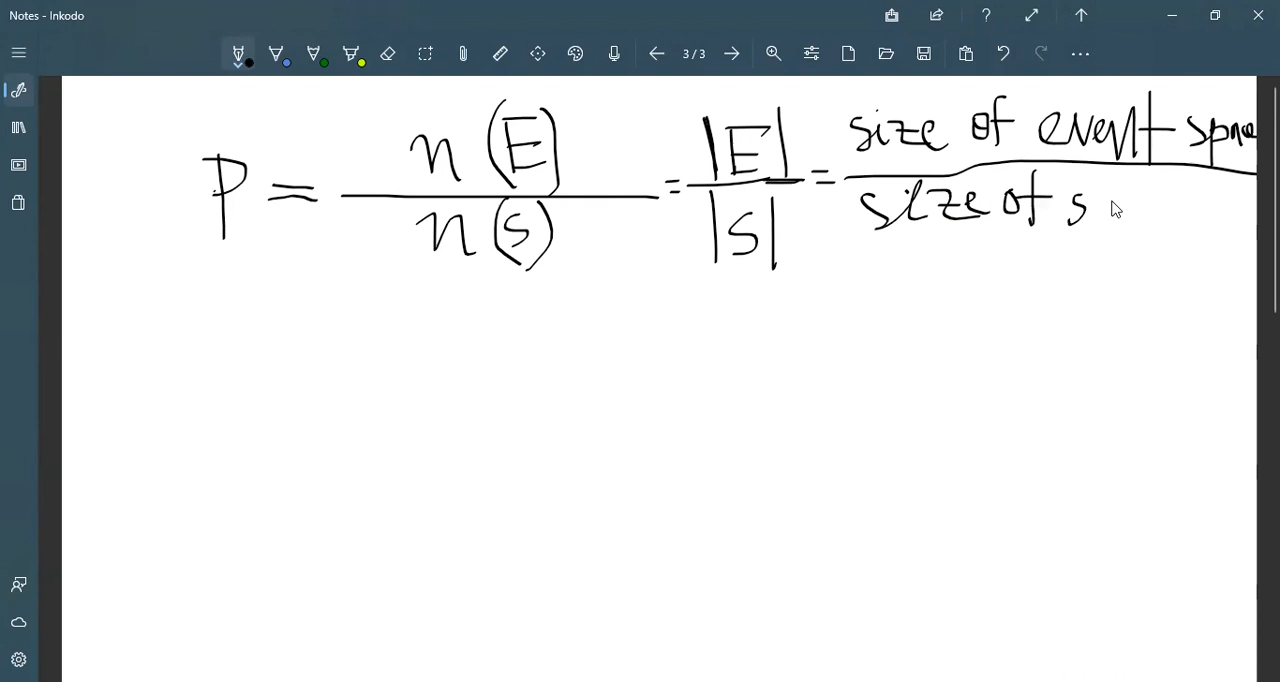 Notes - Inkodo
3/3
P = n(E) / n(s) = |E| / |S| = size of event space / size of s